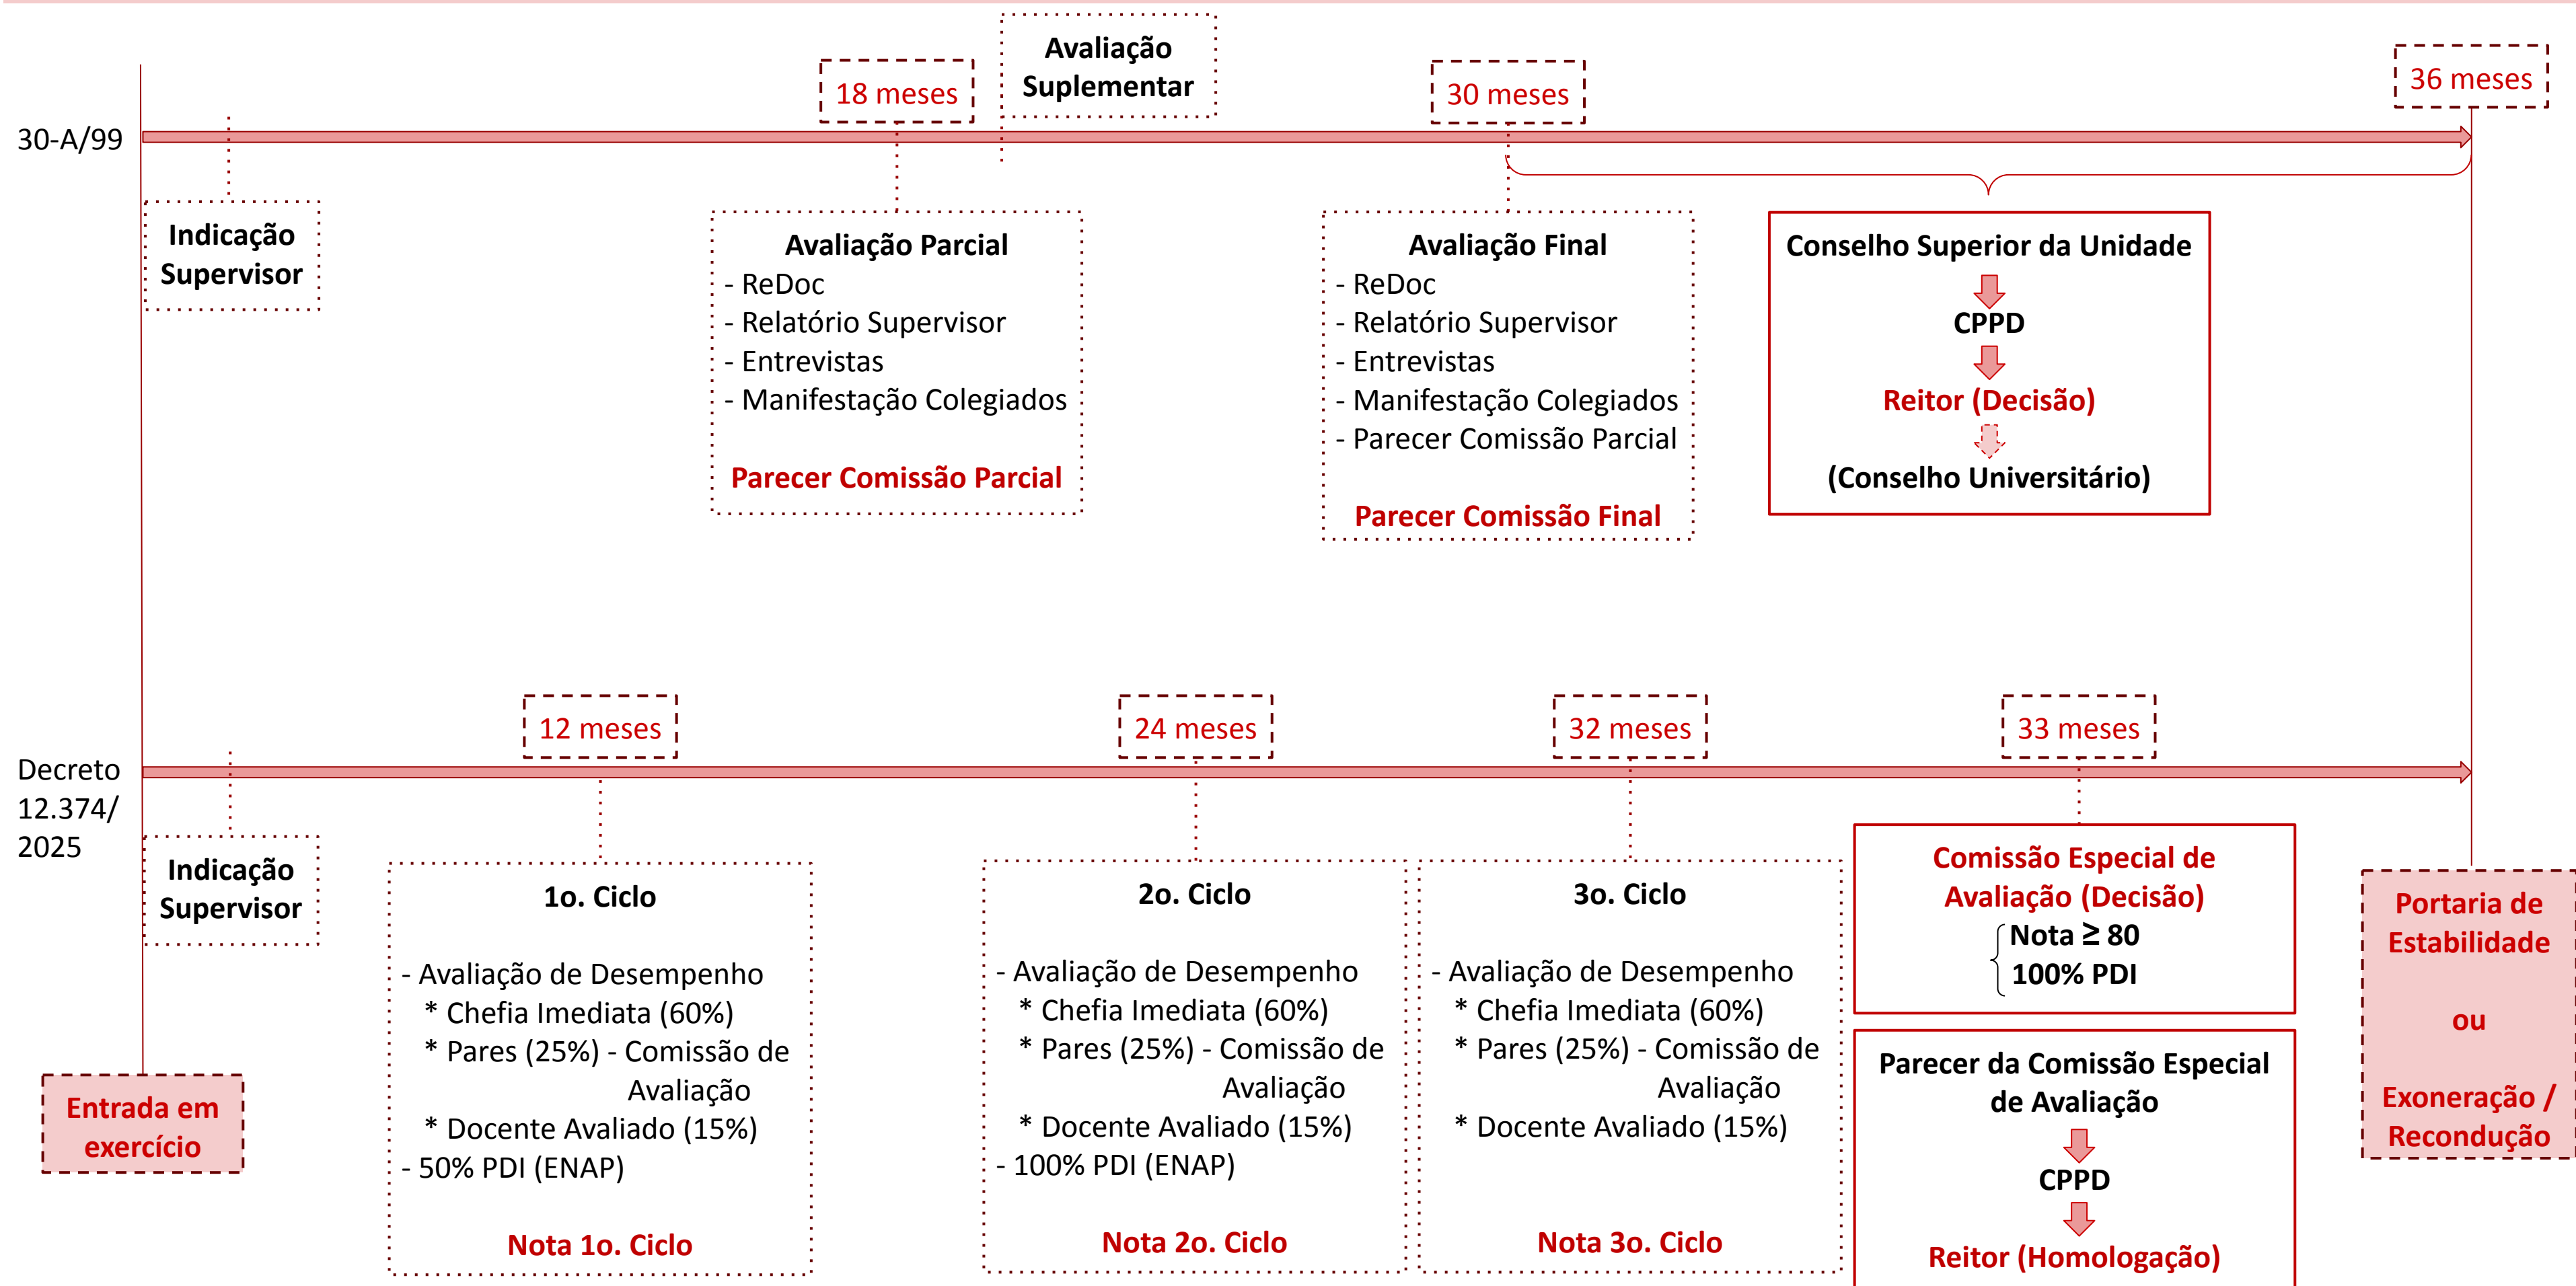 Avaliação
Suplementar
18 meses
30 meses
36 meses
30-A/99
Indicação
Supervisor
Avaliação Parcial
- ReDoc
- Relatório Supervisor
- Entrevistas
- Manifestação Colegiados
Parecer Comissão Parcial
Avaliação Final
- ReDoc
- Relatório Supervisor
- Entrevistas
- Manifestação Colegiados
- Parecer Comissão Parcial
Parecer Comissão Final
Conselho Superior da Unidade
CPPD
Reitor (Decisão)
(Conselho Universitário)
12 meses
24 meses
32 meses
33 meses
Decreto
12.374/
2025
Indicação
Supervisor
Entrada em
exercício
1o. Ciclo
- Avaliação de Desempenho
* Chefia Imediata (60%)
* Pares (25%) - Comissão de
Avaliação
* Docente Avaliado (15%)
- 50% PDI (ENAP)
Nota 1o. Ciclo
2o. Ciclo
- Avaliação de Desempenho
* Chefia Imediata (60%)
* Pares (25%) - Comissão de
Avaliação
* Docente Avaliado (15%)
- 100% PDI (ENAP)
Nota 2o. Ciclo
3o. Ciclo
- Avaliação de Desempenho
* Chefia Imediata (60%)
* Pares (25%) - Comissão de
Avaliação
* Docente Avaliado (15%)
Nota 3o. Ciclo
Comissão Especial de
Avaliação (Decisão)
Nota ≥ 80
100% PDI
Parecer da Comissão Especial
de Avaliação
CPPD
Reitor (Homologação)
Portaria de
Estabilidade
ou
Exoneração /
Recondução